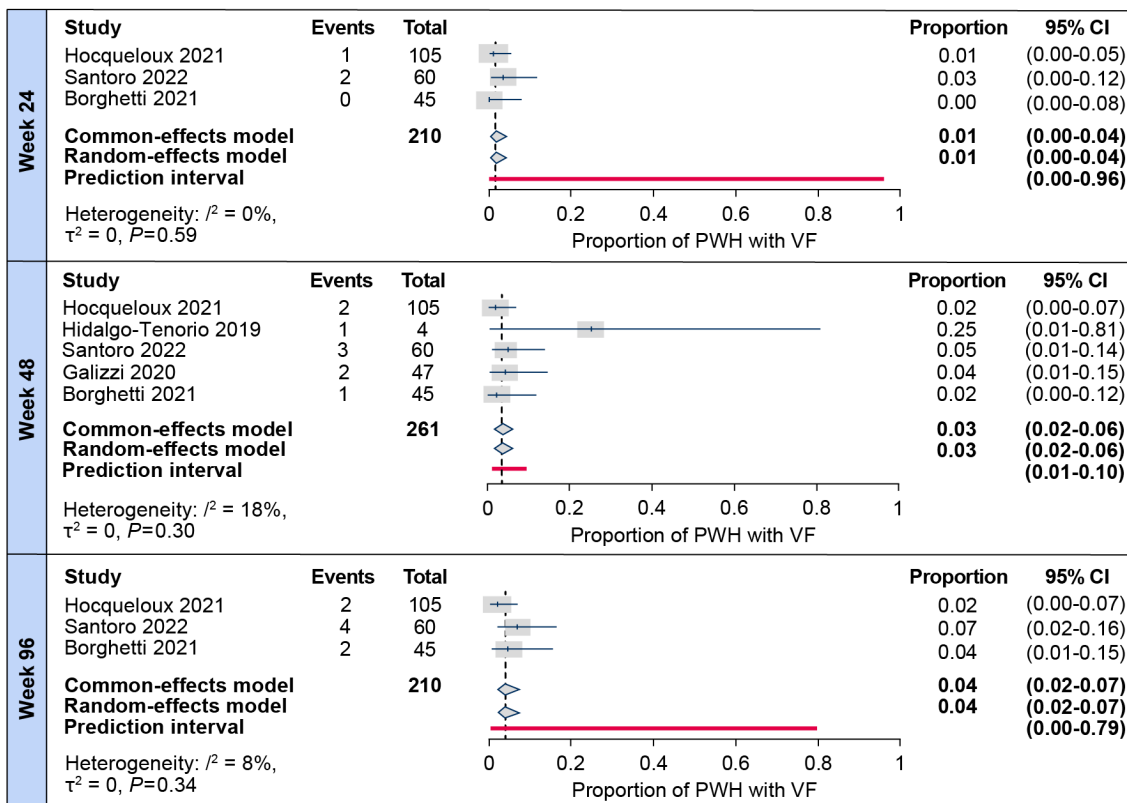 Week 24
Study Events Total Proportion 95% CI
Hocqueloux 2021 1 105 0.01 (0.00-0.05)
Santoro 2022 2 60 0.03 (0.00-0.12)
Borghetti 2021 0 45 0.00 (0.00-0.08)
Common-effects model 210 0.01 (0.00-0.04)
Random-effects model 0.01 (0.00-0.04)
Prediction interval (0.00-0.96)
Heterogeneity: I² = 0%,
τ² = 0, P=0.59
0 0.2 0.4 0.6 0.8 1
Proportion of PWH with VF
Week 48
Study Events Total Proportion 95% CI
Hocqueloux 2021 2 105 0.02 (0.00-0.07)
Hidalgo-Tenorio 2019 1 4 0.25 (0.01-0.81)
Santoro 2022 3 60 0.05 (0.01-0.14)
Galizzi 2020 2 47 0.04 (0.01-0.15)
Borghetti 2021 1 45 0.02 (0.00-0.12)
Common-effects model 261 0.03 (0.02-0.06)
Random-effects model 0.03 (0.02-0.06)
Prediction interval (0.01-0.10)
Heterogeneity: I² = 18%,
τ² = 0, P=0.30
0 0.2 0.4 0.6 0.8 1
Proportion of PWH with VF
Week 96
Study Events Total Proportion 95% CI
Hocqueloux 2021 2 105 0.02 (0.00-0.07)
Santoro 2022 4 60 0.07 (0.02-0.16)
Borghetti 2021 2 45 0.04 (0.01-0.15)
Common-effects model 210 0.04 (0.02-0.07)
Random-effects model 0.04 (0.02-0.07)
Prediction interval (0.00-0.79)
Heterogeneity: I² = 8%,
τ² = 0, P=0.34
0 0.2 0.4 0.6 0.8 1
Proportion of PWH with VF